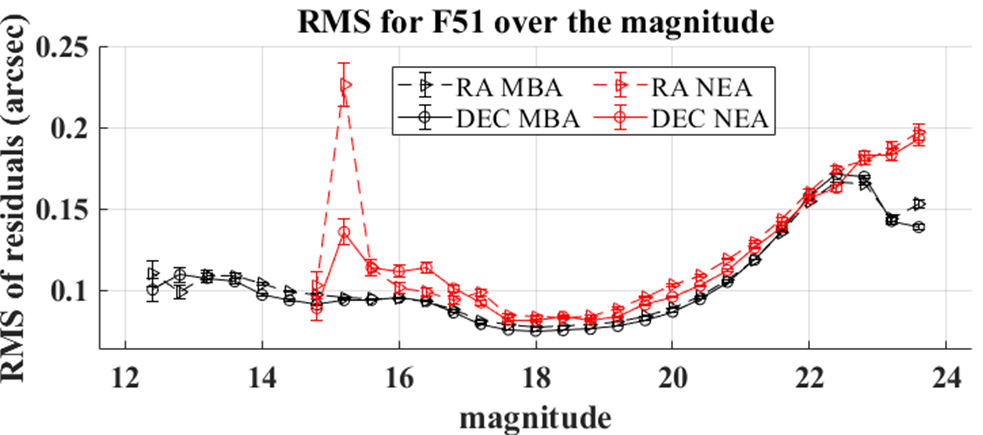 RMS for F51 over the magnitude
RMS of residuals (arcsec)
0.25
0.2
0.15
0.1
RA MBA
RA NEA
DEC MBA
DEC NEA
12
14
16
18
20
22
24
magnitude